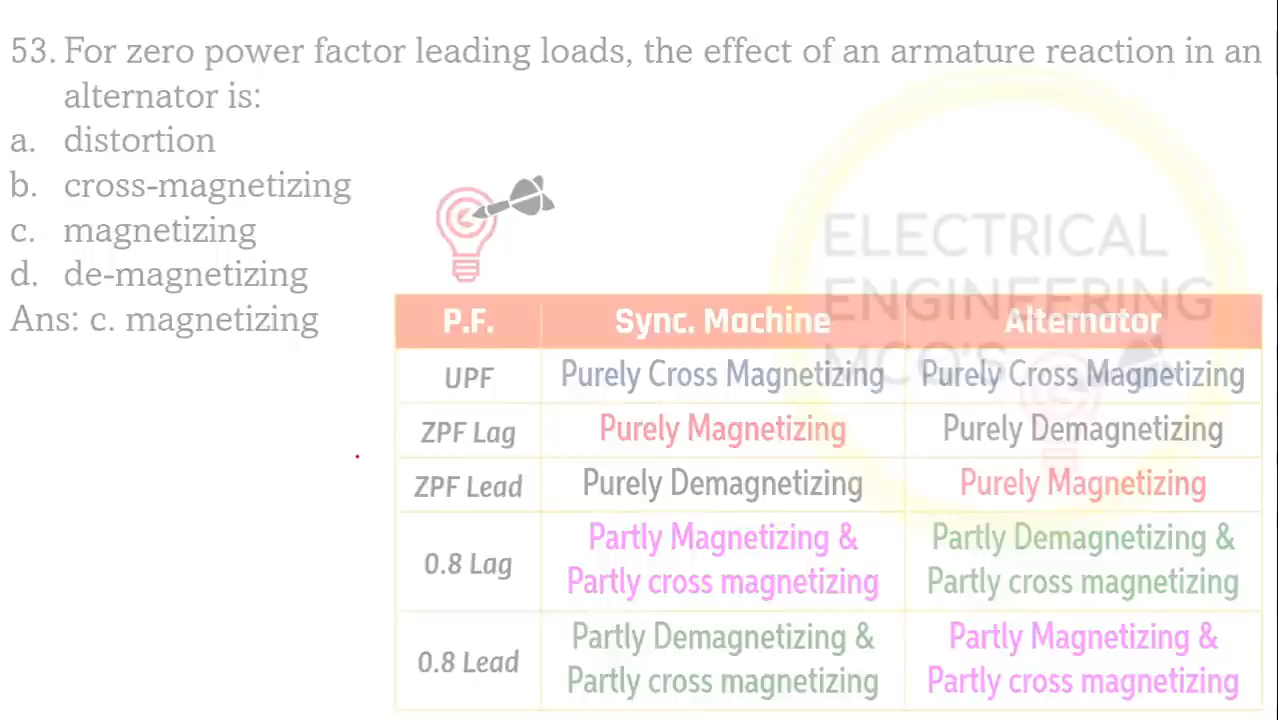 53. For zero power factor leading loads, the effect of an armature reaction in an
alternator is:
a. distortion
b. cross-magnetizing
c. magnetizing
d. de-magnetizing
Ans: c. magnetizing
ELECTRICAL
ENGINEERING
MCQ'S
P.F. Sync. Machine Alternator
UPF Purely Cross Magnetizing Purely Cross Magnetizing
ZPF Lag Purely Magnetizing Purely Demagnetizing
ZPF Lead Purely Demagnetizing Purely Magnetizing
0.8 Lag Partly Magnetizing & Partly Demagnetizing &
Partly cross magnetizing Partly cross magnetizing
0.8 Lead Partly Demagnetizing & Partly Magnetizing &
Partly cross magnetizing Partly cross magnetizing